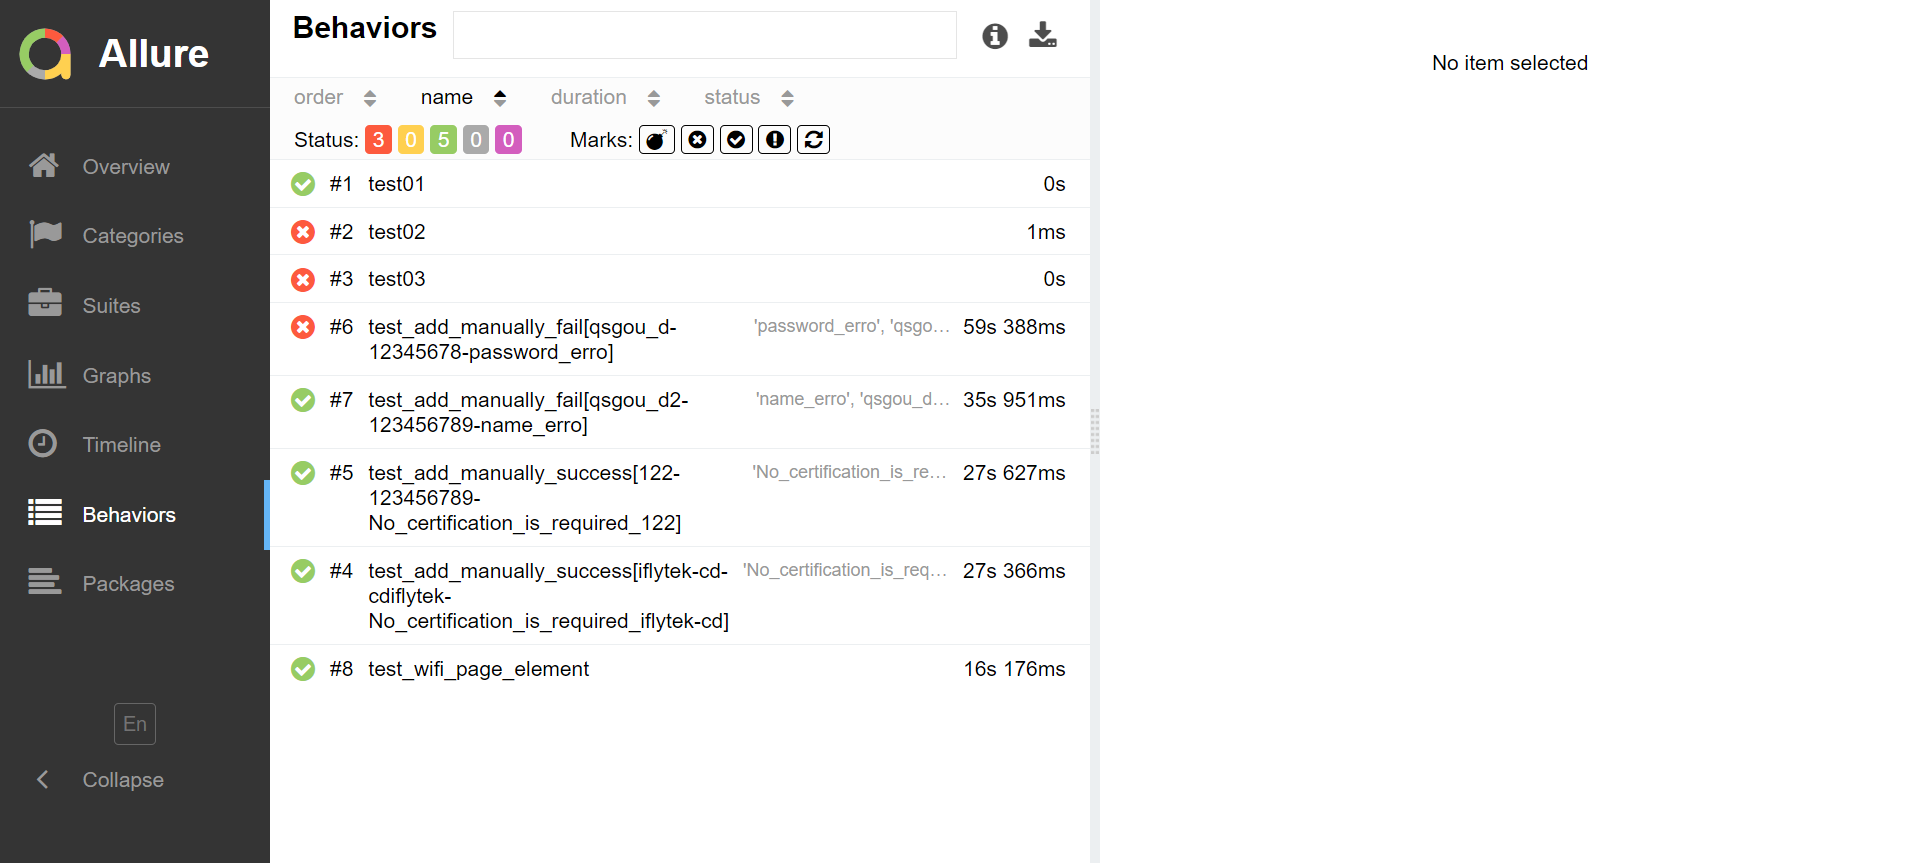 Allure
Overview
Categories
Suites
Graphs
Timeline
Behaviors
Packages
En
Collapse
Behaviors
order name duration status
Status: 3 0 5 0 0 Marks:
#1 test01 0s
#2 test02 1ms
#3 test03 0s
#6 test_add_manually_fail[qsgou_d- 'password_erro', 'qsgo... 59s 388ms
12345678-password_erro]
#7 test_add_manually_fail[qsgou_d2- 'name_erro', 'qsgou_d... 35s 951ms
123456789-name_erro]
#5 test_add_manually_success[122- 'No_certification_is_re... 27s 627ms
123456789-
No_certification_is_required_122]
#4 test_add_manually_success[iflytek-cd- 'No_certification_is_req... 27s 366ms
cdiflytek-
No_certification_is_required_iflytek-cd]
#8 test_wifi_page_element 16s 176ms
No item selected